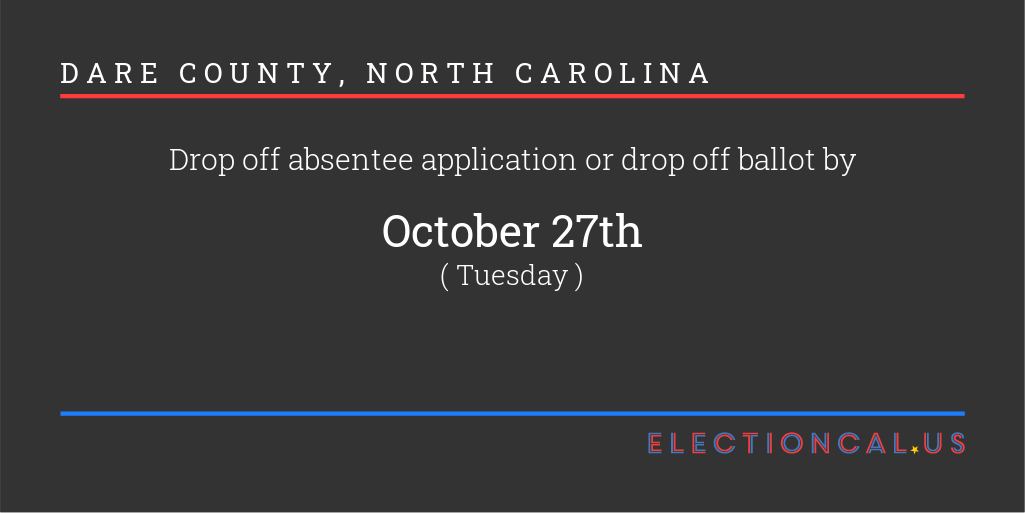 DARE COUNTY, NORTH CAROLINA
Drop off absentee application or drop off ballot by
October 27th
( Tuesday )
ELECTIONCAL.US